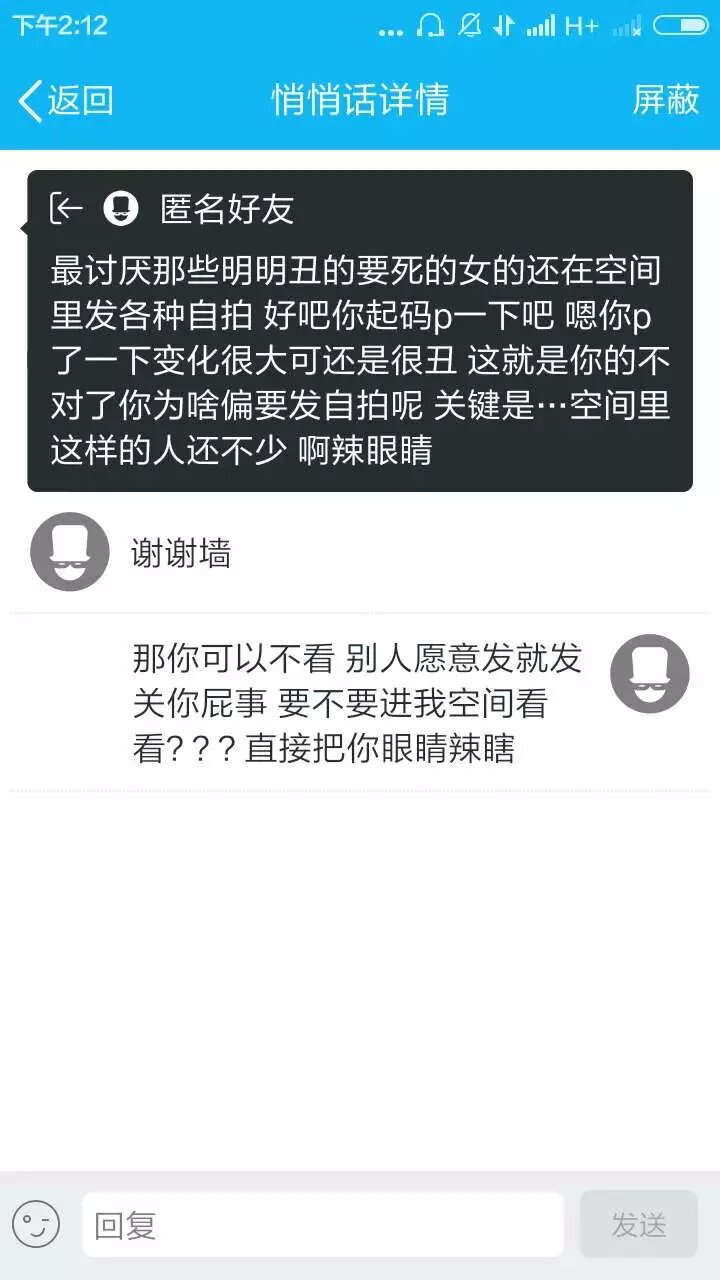 下午2:12
... H+
返回 悄悄话详情 屏蔽
匿名好友
最讨厌那些明明丑的要死的女的还在空间
里发各种自拍 好吧你起码p一下吧 嗯你p
了一下变化很大可还是很丑 这就是你的不
对了你为啥偏要发自拍呢 关键是…空间里
这样的人还不少 啊辣眼睛
谢谢墙
那你可以不看 别人愿意发就发
关你屁事 要不要进我空间看
看? ? ? 直接把你眼睛辣瞎
回复 发送